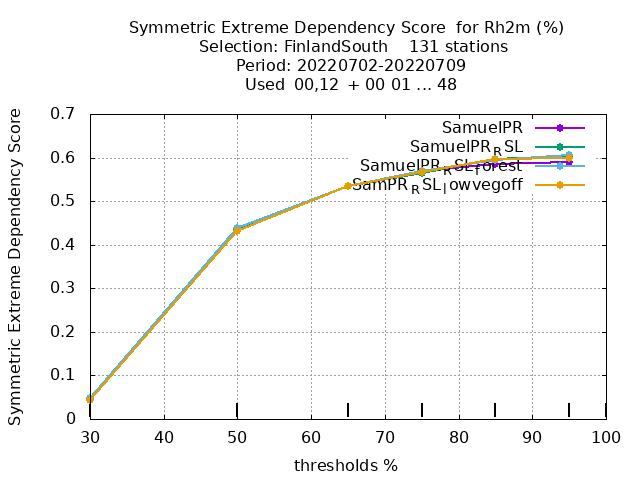 Symmetric Extreme Dependency Score for Rh2m (%)
Selection: FinlandSouth 131 stations
Period: 20220702-20220709
Used 00,12 + 00 01 ... 48
Symmetric Extreme Dependency Score
0.7
0.6
0.5
0.4
0.3
0.2
0.1
0
SamuelPR
SamuelPR_RSL
SamuelPR_RSL_forest
SamPR_RSL_lowvegoff
30 40 50 60 70 80 90 100
thresholds %